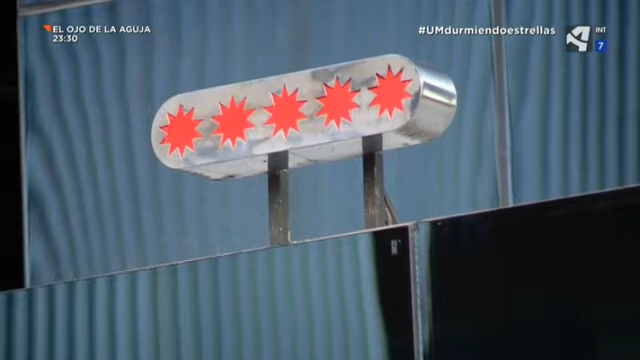 EL OJO DE LA AGUJA
23:30
#UMdurmiendoestrellas
INT
7